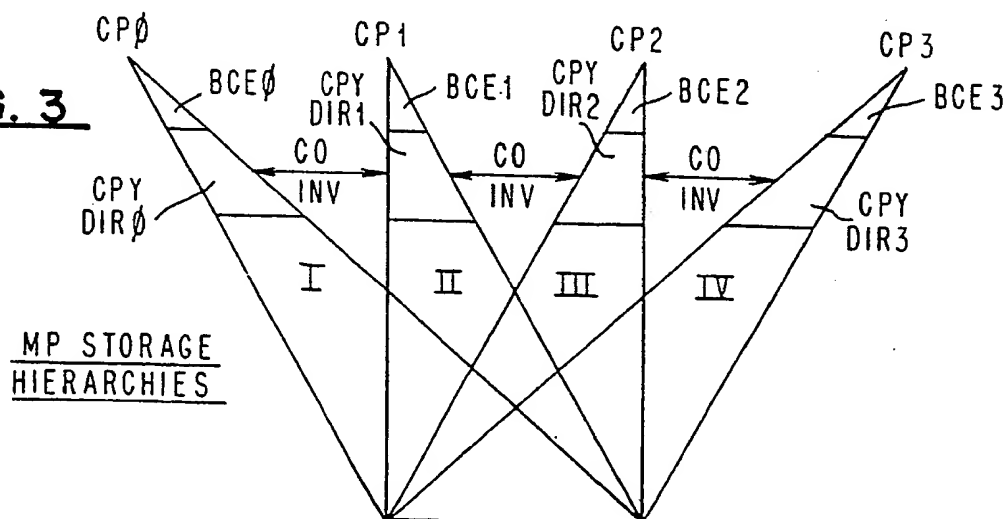 CPØ
CP1
CP2
CP3
G. 3
BCEØ
CPY
DIR1
BCE1
CPY
DIR2
BCE2
BCE3
CO
INV
CO
INV
CO
INV
CPY
DIRØ
CPY
DIR3
I
II
III
IV
MP STORAGE
HIERARCHIES